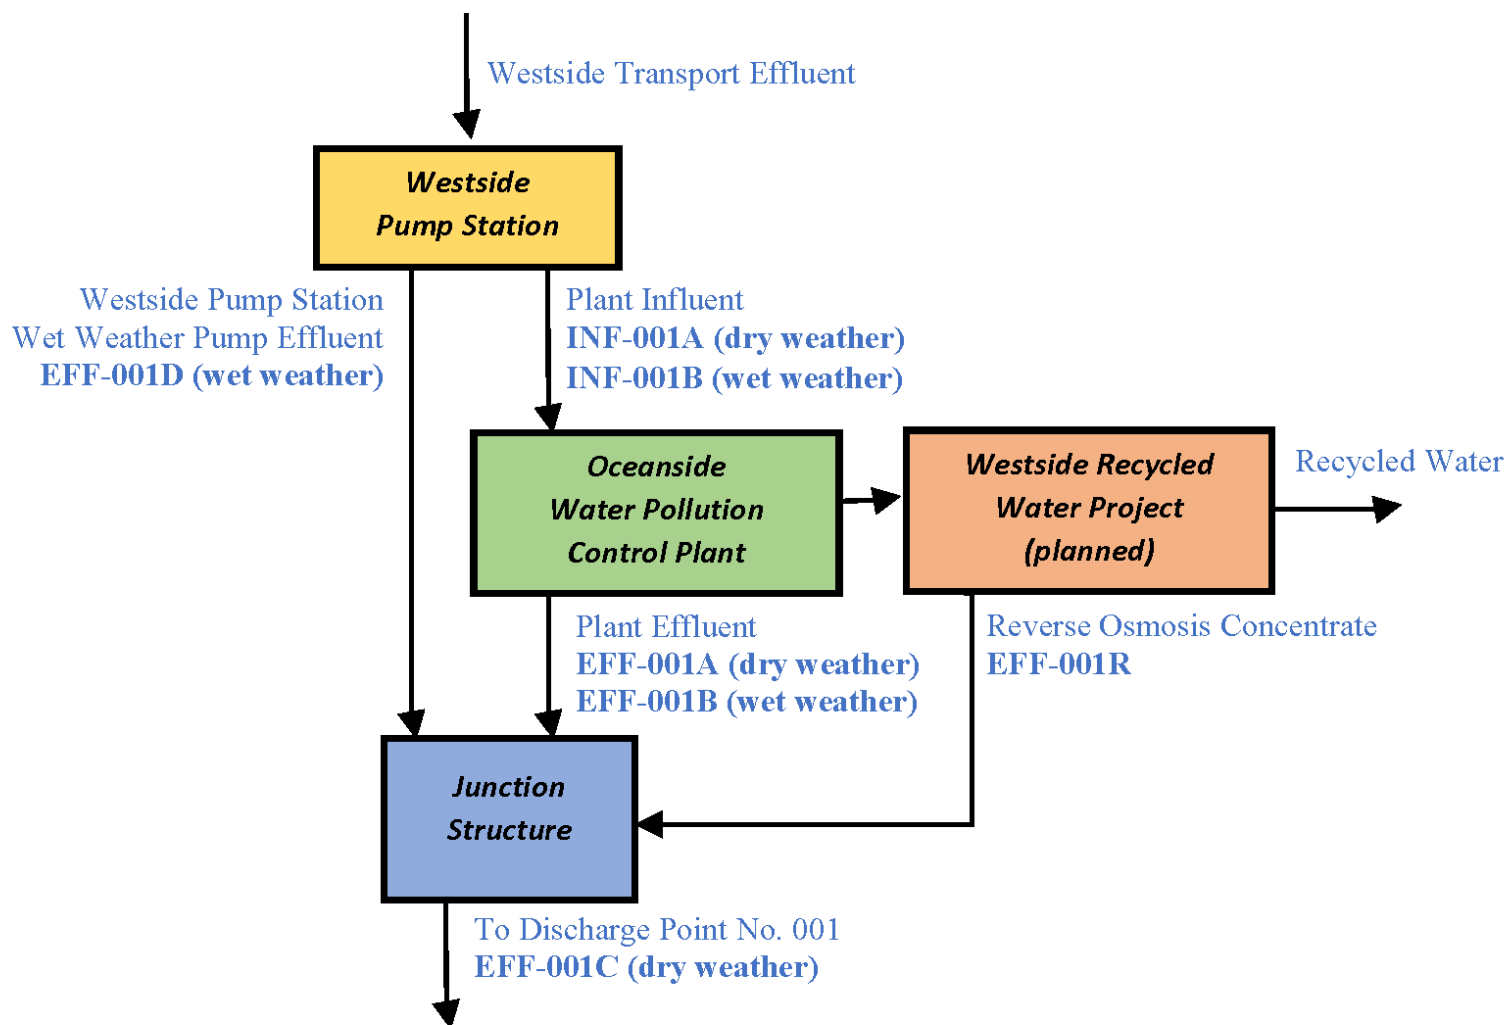 Westside Transport Effluent
Westside
Pump Station
Westside Pump Station
Wet Weather Pump Effluent
EFF-001D (wet weather)
Plant Influent
INF-001A (dry weather)
INF-001B (wet weather)
Oceanside
Water Pollution
Control Plant
Westside Recycled
Water Project
(planned)
Recycled Water
Plant Effluent
EFF-001A (dry weather)
EFF-001B (wet weather)
Reverse Osmosis Concentrate
EFF-001R
Junction
Structure
To Discharge Point No. 001
EFF-001C (dry weather)